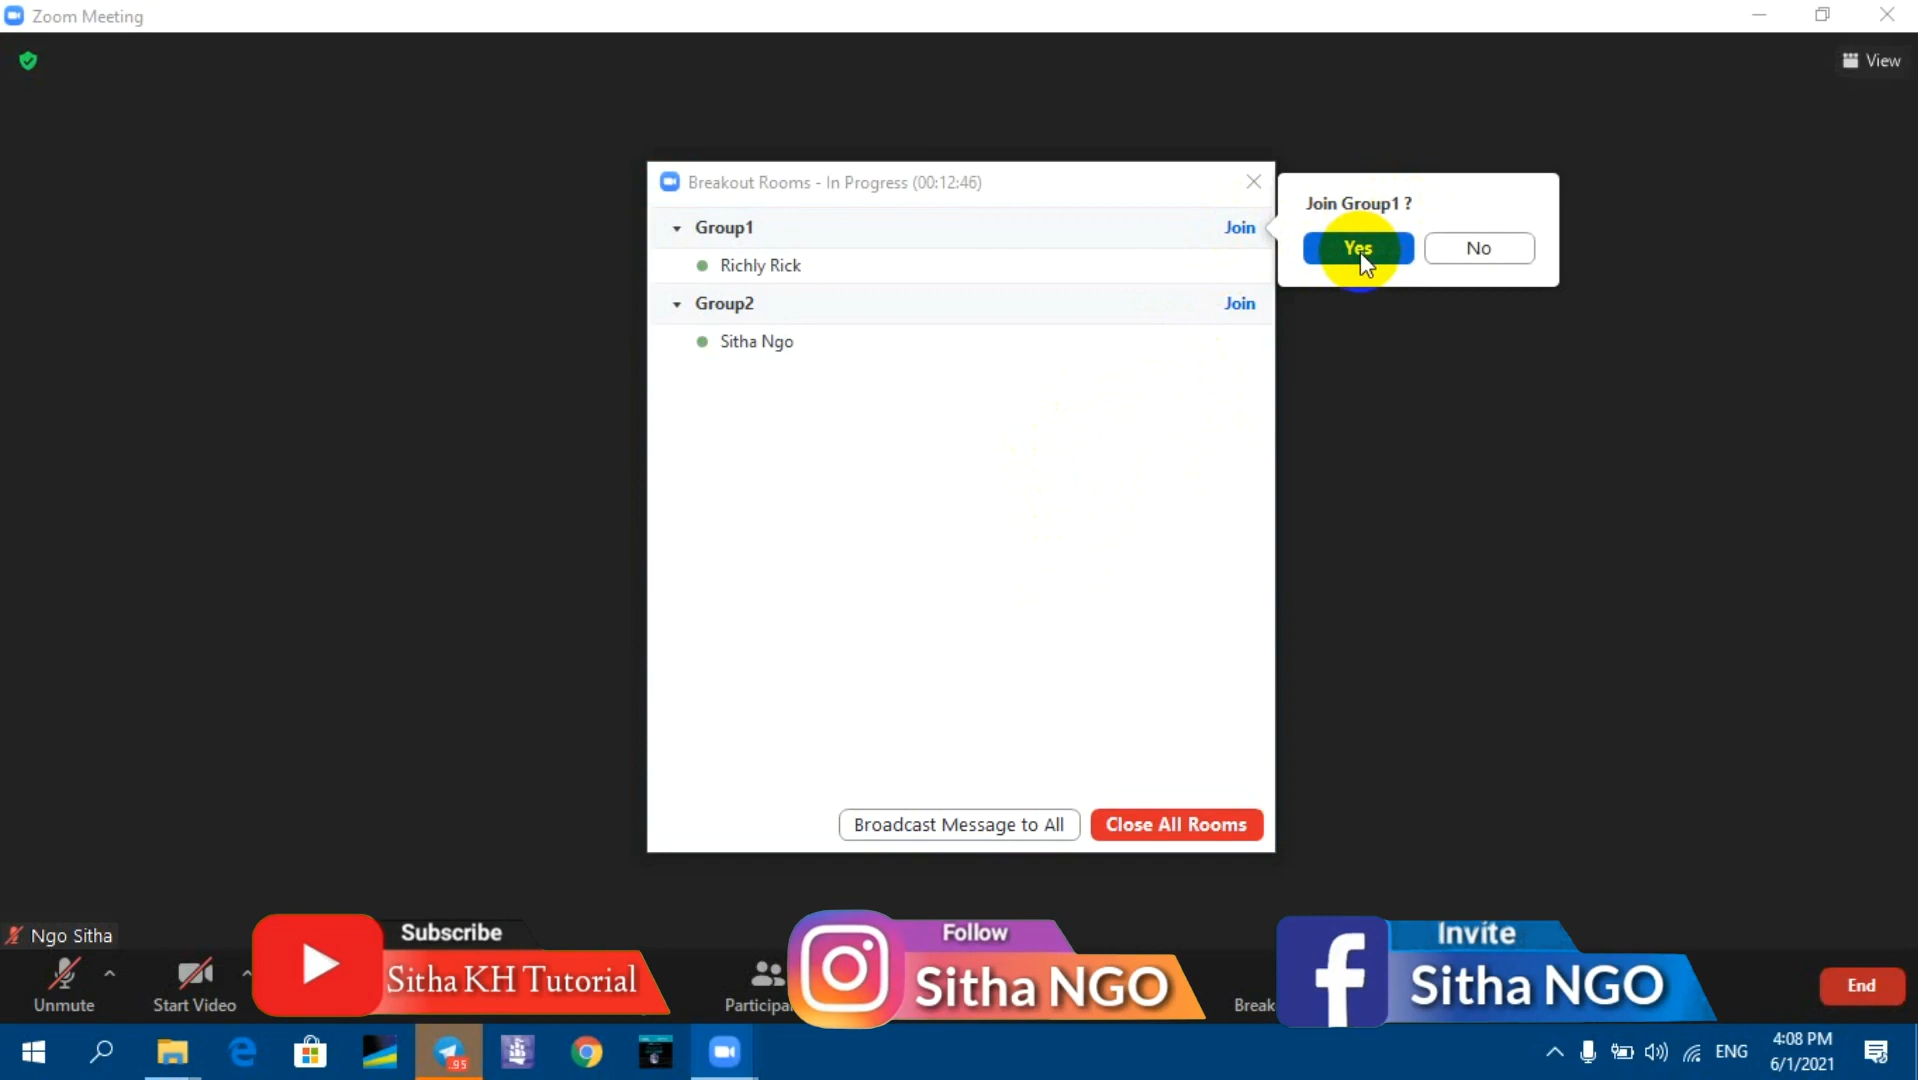 Zoom Meeting
View
Breakout Rooms - In Progress (00:12:46)
Group1
Join
Join Group1 ?
Yes
No
Richly Rick
Group2
Join
Sitha Ngo
Broadcast Message to All
Close All Rooms
Ngo Sitha
Subscribe
Sitha KH Tutorial
Follow
Sitha NGO
Invite
Sitha NGO
Unmute
Start Video
Participa
Break
End
95
ENG
4:08 PM
6/1/2021